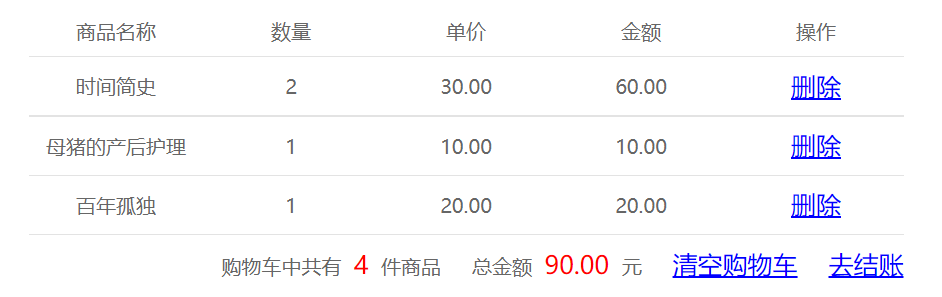 商品名称 数量 单价 金额 操作
时间简史 2 30.00 60.00 删除
母猪的产后护理 1 10.00 10.00 删除
百年孤独 1 20.00 20.00 删除
购物车中共有 4 件商品 总金额 90.00 元 清空购物车 去结账